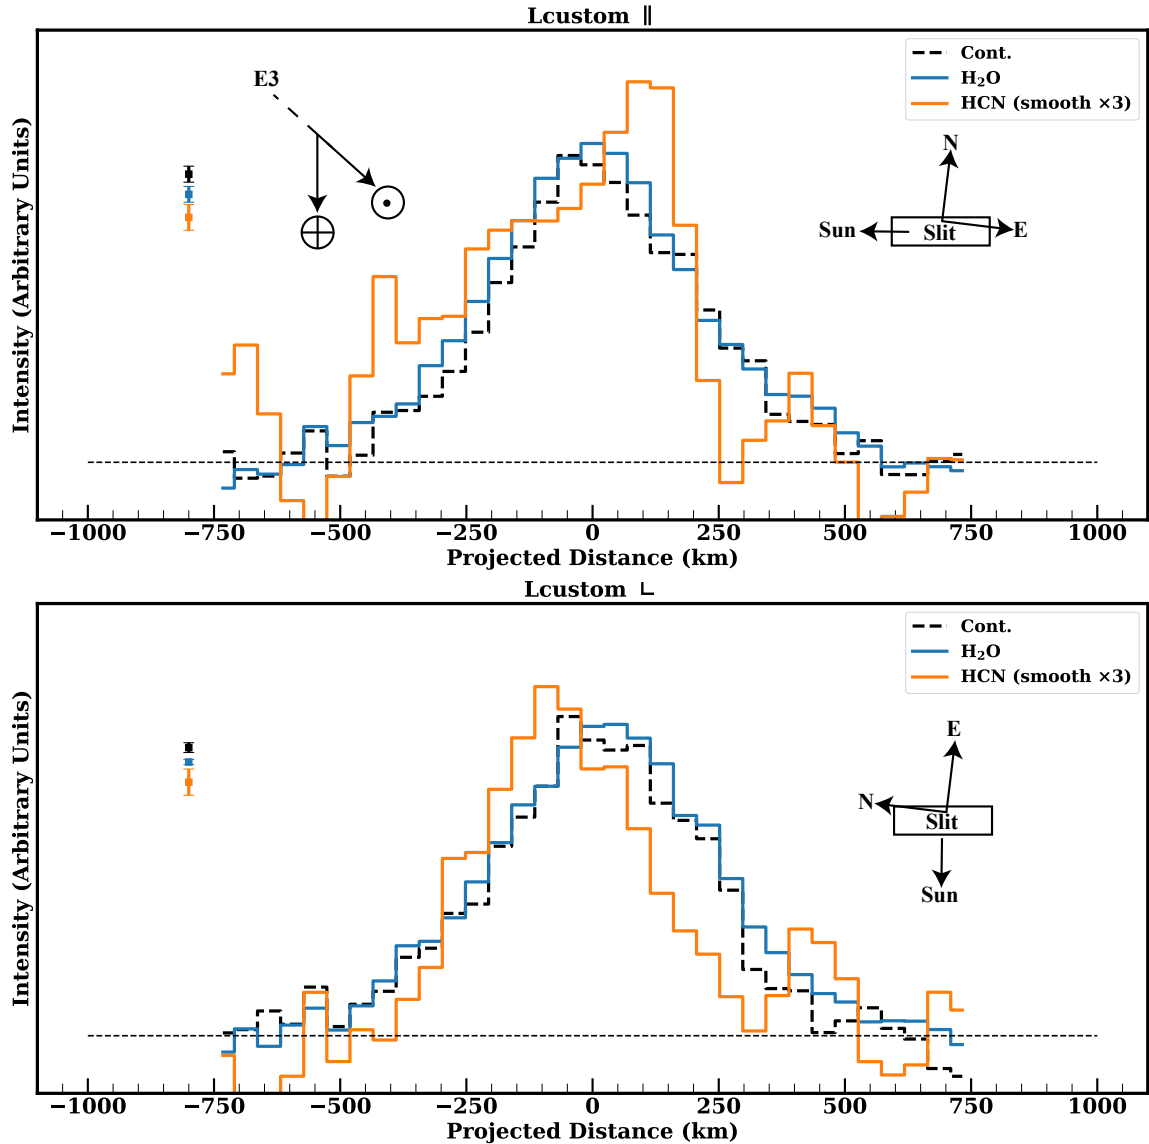 Lcustom ∥
E3
Cont.
H₂O
HCN (smooth ×3)
N
Sun
Slit
E
Intensity (Arbitrary Units)
−1000 −750 −500 −250 0 250 500 750 1000
Projected Distance (km)
Lcustom ∟
Cont.
H₂O
HCN (smooth ×3)
E
N
Slit
Sun
Intensity (Arbitrary Units)
−1000 −750 −500 −250 0 250 500 750 1000
Projected Distance (km)